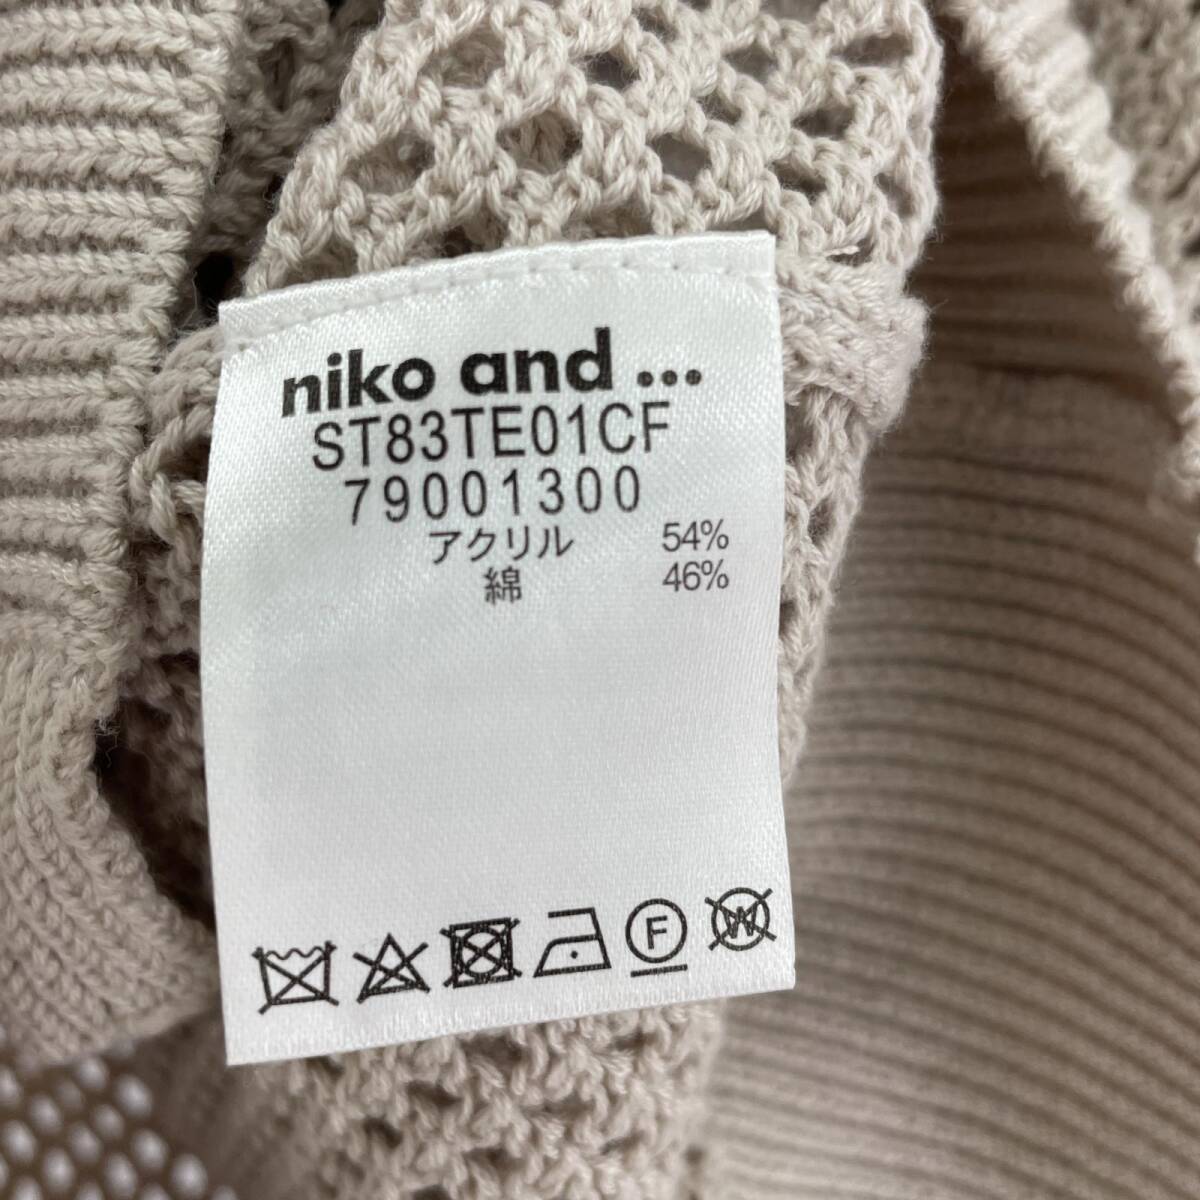 niko and ...
ST83TE01CF
79001300
アクリル 54%
綿 46%
F W